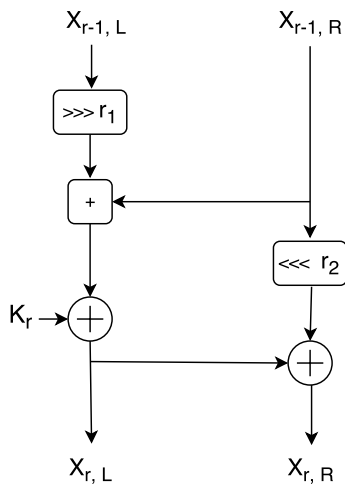 X_{r-1, L} X_{r-1, R}
>>> r_1
+
<<< r_2
K_r
X_{r, L} X_{r, R}